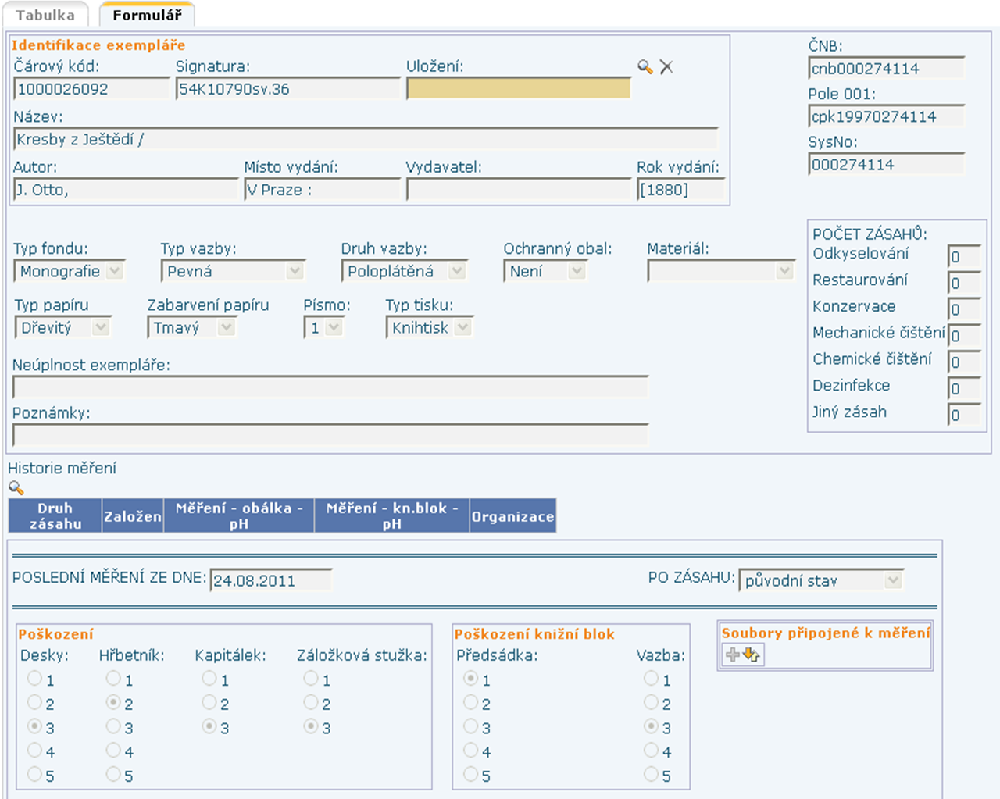 Tabulka Formulář
Identifikace exempláře
Čárový kód: Signatura: Uložení:
1000026092 54K10790sv.36
Název:
Kresby z Ještědí /
Autor: Místo vydání: Vydavatel: Rok vydání:
J. Otto, V Praze : [1880]
ČNB:
cnb000274114
Pole 001:
cpk19970274114
SysNo:
000274114
Typ fondu: Typ vazby: Druh vazby: Ochranný obal: Materiál:
Monografie Pevná Poloplátěná Není
Typ papíru Zabarvení papíru Písmo: Typ tisku:
Dřevitý Tmavý 1 Knihtisk
Neúplnost exempláře:
Poznámky:
POČET ZÁSAHŮ:
Odkyselování 0
Restaurování 0
Konzervace 0
Mechanické čištění 0
Chemické čištění 0
Dezinfekce 0
Jiný zásah 0
Historie měření
Druh zásahu Založen Měření - obálka - pH Měření - kn.blok - pH Organizace
POSLEDNÍ MĚŘENÍ ZE DNE: 24.08.2011 PO ZÁSAHU: původní stav
Poškození
Desky: Hřbetník: Kapitálek: Záložková stužka:
1 1 1 1
2 2 2 2
3 3 3 3
4 4
5 5
Poškození knižní blok
Předsádka: Vazba:
1 1
2 2
3 3
4 4
5 5
Soubory připojené k měření